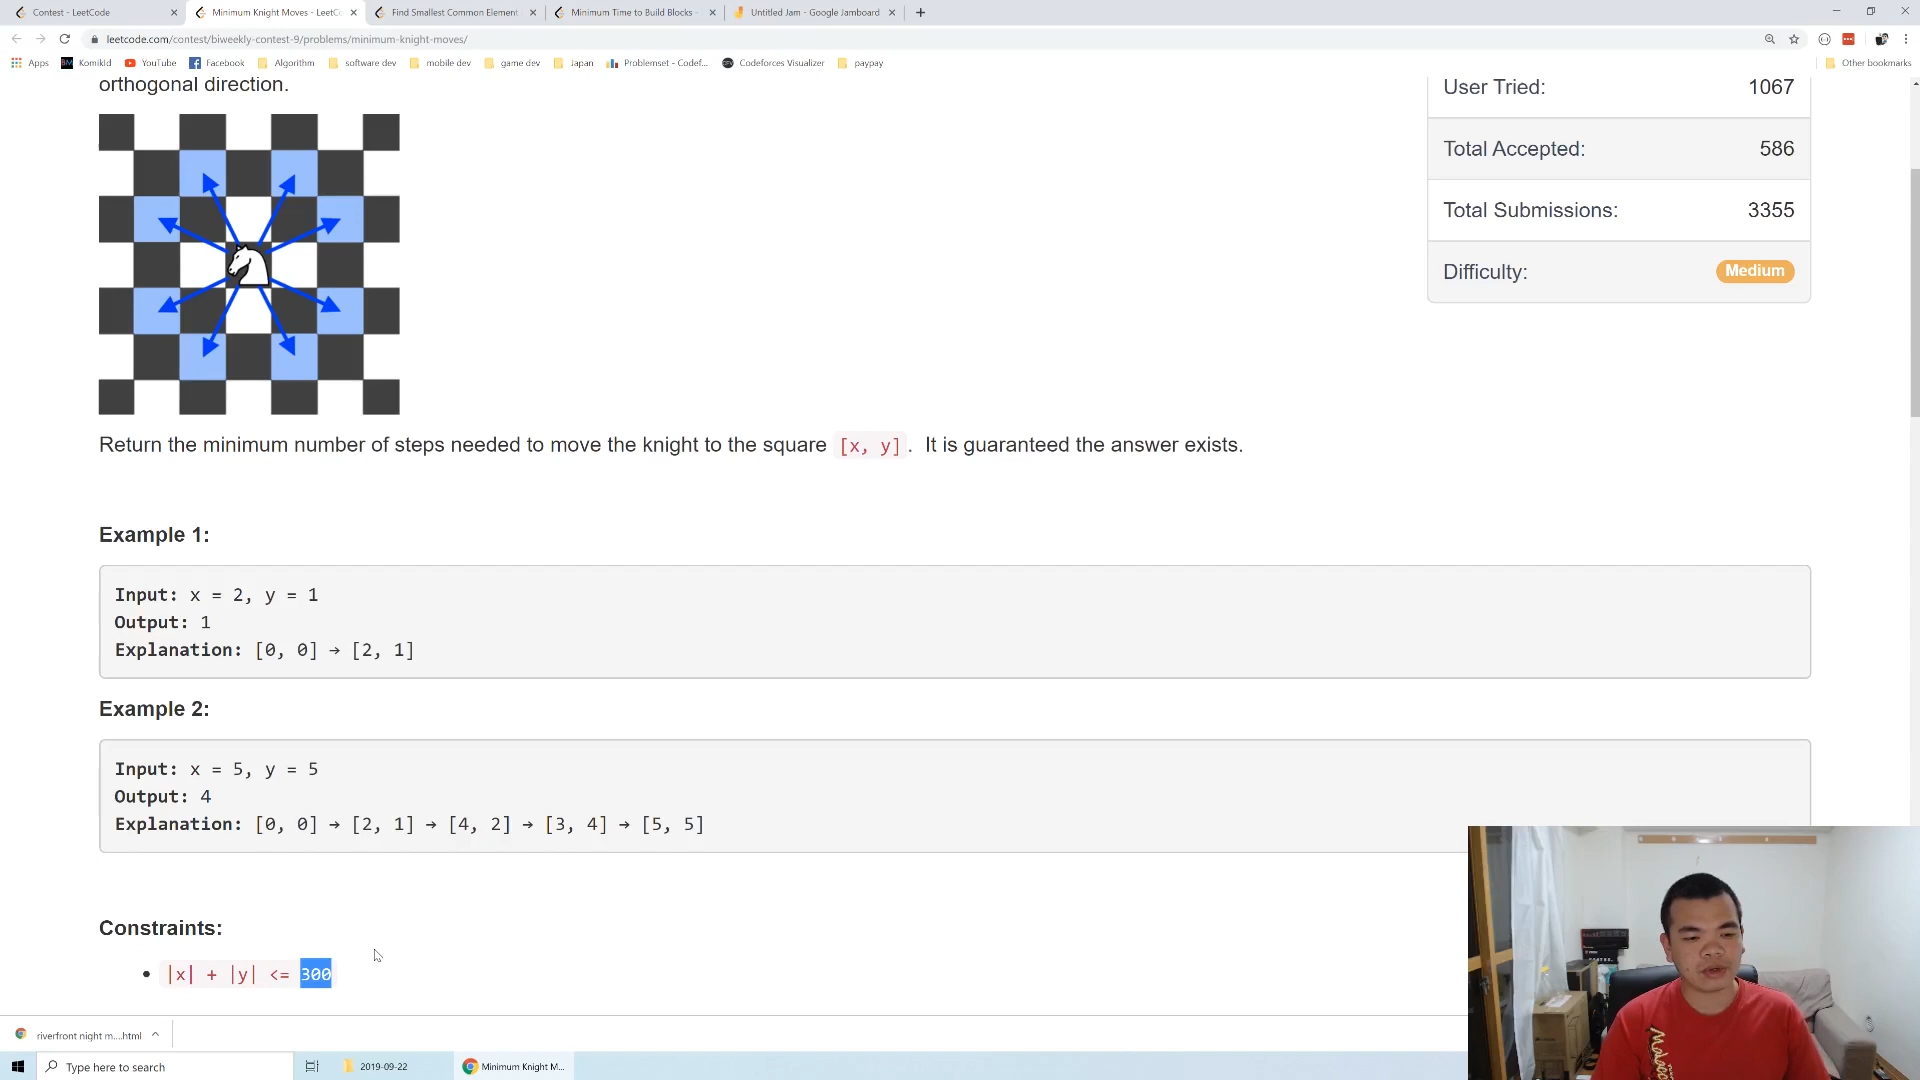 Contest - LeetCode
Minimum Knight Moves - LeetCo
Find Smallest Common Element
Minimum Time to Build Blocks -
Untitled Jam - Google Jamboard
leetcode.com/contest/biweekly-contest-9/problems/minimum-knight-moves/
Apps
KomikId
YouTube
Facebook
Algorithm
software dev
mobile dev
game dev
Japan
Problemset - Codef...
Codeforces Visualizer
paypay
Other bookmarks
orthogonal direction.
User Tried: 1067
Total Accepted: 586
Total Submissions: 3355
Difficulty: Medium
Return the minimum number of steps needed to move the knight to the square [x, y]. It is guaranteed the answer exists.
Example 1:
Input: x = 2, y = 1
Output: 1
Explanation: [0, 0] → [2, 1]
Example 2:
Input: x = 5, y = 5
Output: 4
Explanation: [0, 0] → [2, 1] → [4, 2] → [3, 4] → [5, 5]
Constraints:
|x| + |y| <= 300
riverfront night m....html
Type here to search
2019-09-22
Minimum Knight M...